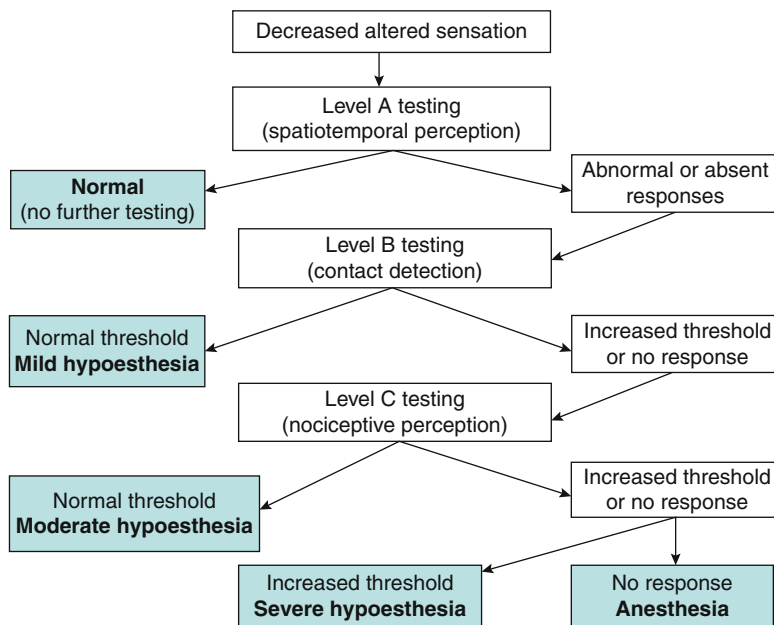 Decreased altered sensation
Level A testing
(spatiotemporal perception)
Normal
(no further testing)
Abnormal or absent
responses
Level B testing
(contact detection)
Normal threshold
Mild hypoesthesia
Increased threshold
or no response
Level C testing
(nociceptive perception)
Normal threshold
Moderate hypoesthesia
Increased threshold
or no response
Increased threshold
Severe hypoesthesia
No response
Anesthesia